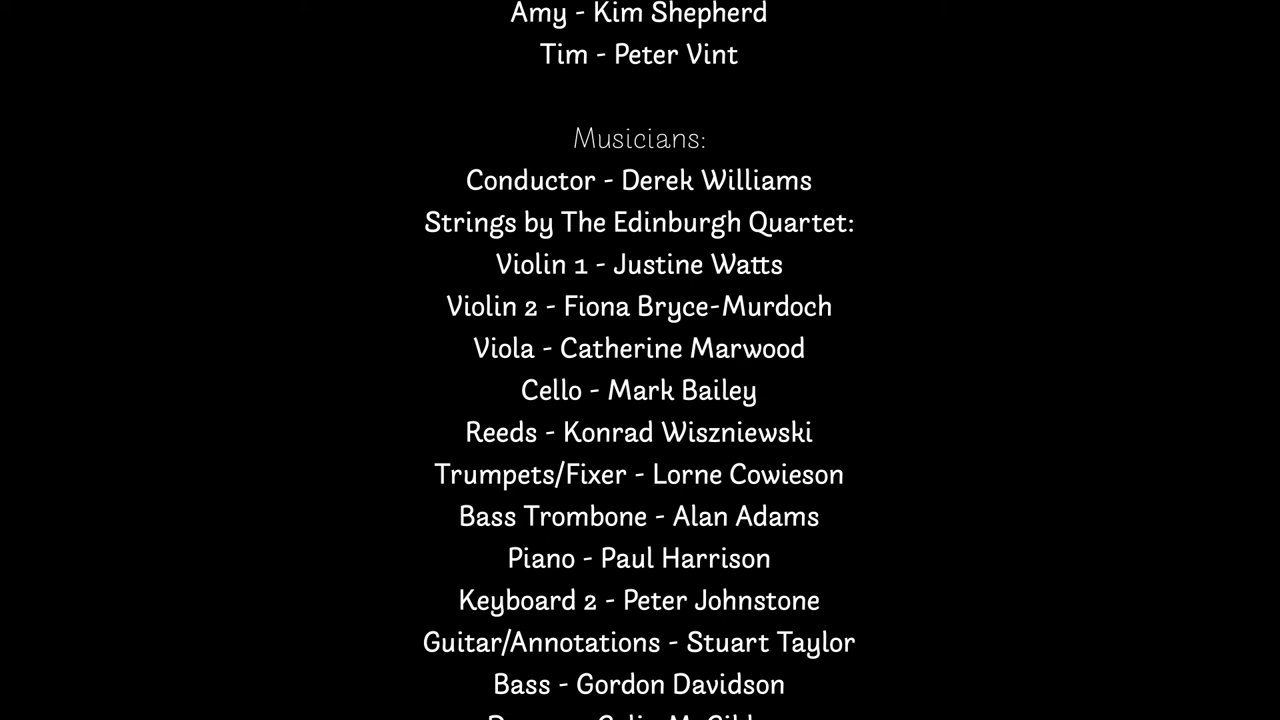 Amy - Kim Shepherd
Tim - Peter Vint
Musicians:
Conductor - Derek Williams
Strings by The Edinburgh Quartet:
Violin 1 - Justine Watts
Violin 2 - Fiona Bryce-Murdoch
Viola - Catherine Marwood
Cello - Mark Bailey
Reeds - Konrad Wiszniewski
Trumpets/Fixer - Lorne Cowieson
Bass Trombone - Alan Adams
Piano - Paul Harrison
Keyboard 2 - Peter Johnstone
Guitar/Annotations - Stuart Taylor
Bass - Gordon Davidson